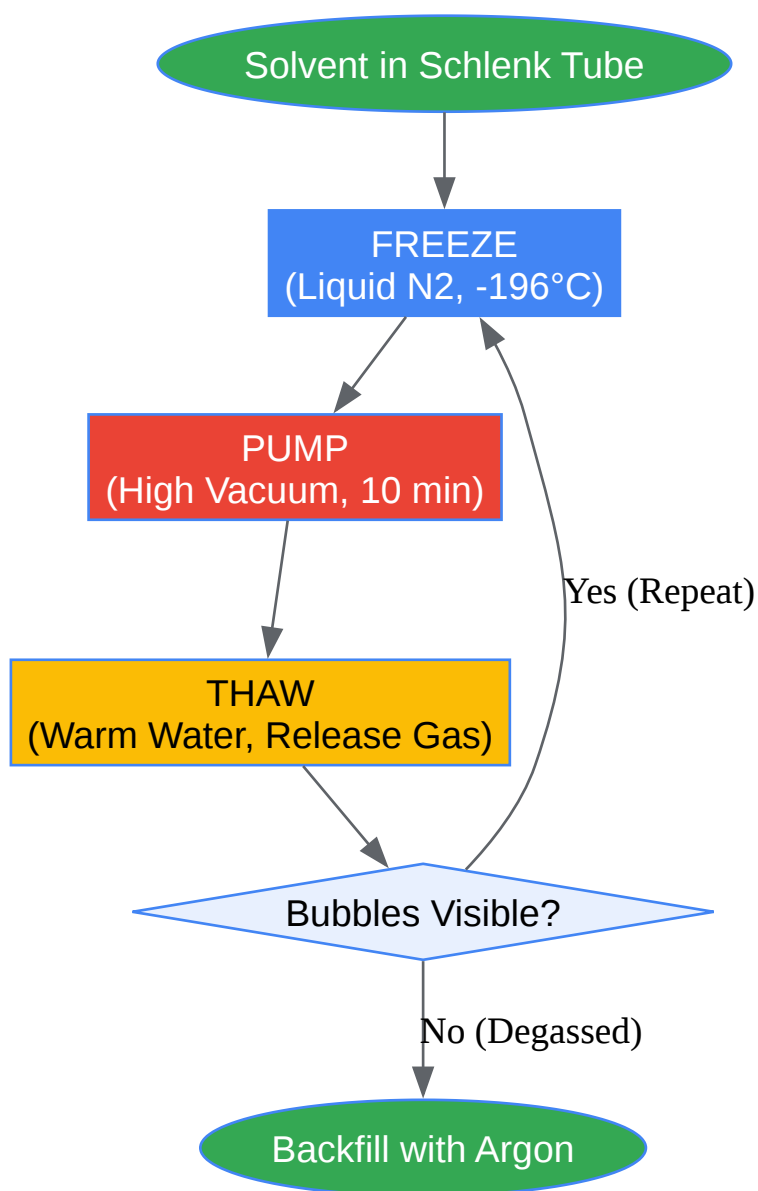 Solvent in Schlenk Tube
FREEZE
(Liquid N2, -196°C)
PUMP
(High Vacuum, 10 min)
Yes (Repeat)
THAW
(Warm Water, Release Gas)
Bubbles Visible?
No (Degassed)
Backfill with Argon